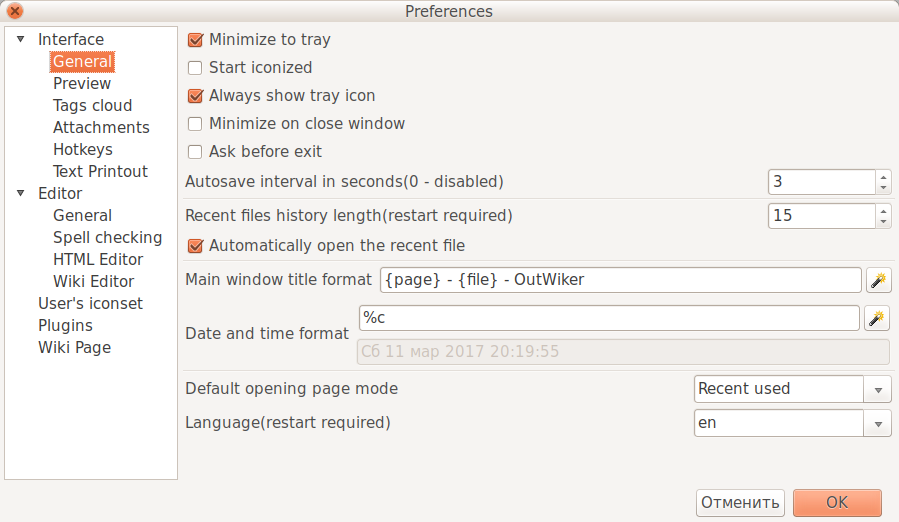 Preferences
Interface
General
Preview
Tags cloud
Attachments
Hotkeys
Text Printout
Editor
General
Spell checking
HTML Editor
Wiki Editor
User's iconset
Plugins
Wiki Page
Minimize to tray
Start iconized
Always show tray icon
Minimize on close window
Ask before exit
Autosave interval in seconds(0 - disabled) 3
Recent files history length(restart required) 15
Automatically open the recent file
Main window title format {page} - {file} - OutWiker
Date and time format %c
Сб 11 мар 2017 20:19:55
Default opening page mode Recent used
Language(restart required) en
Отменить OK